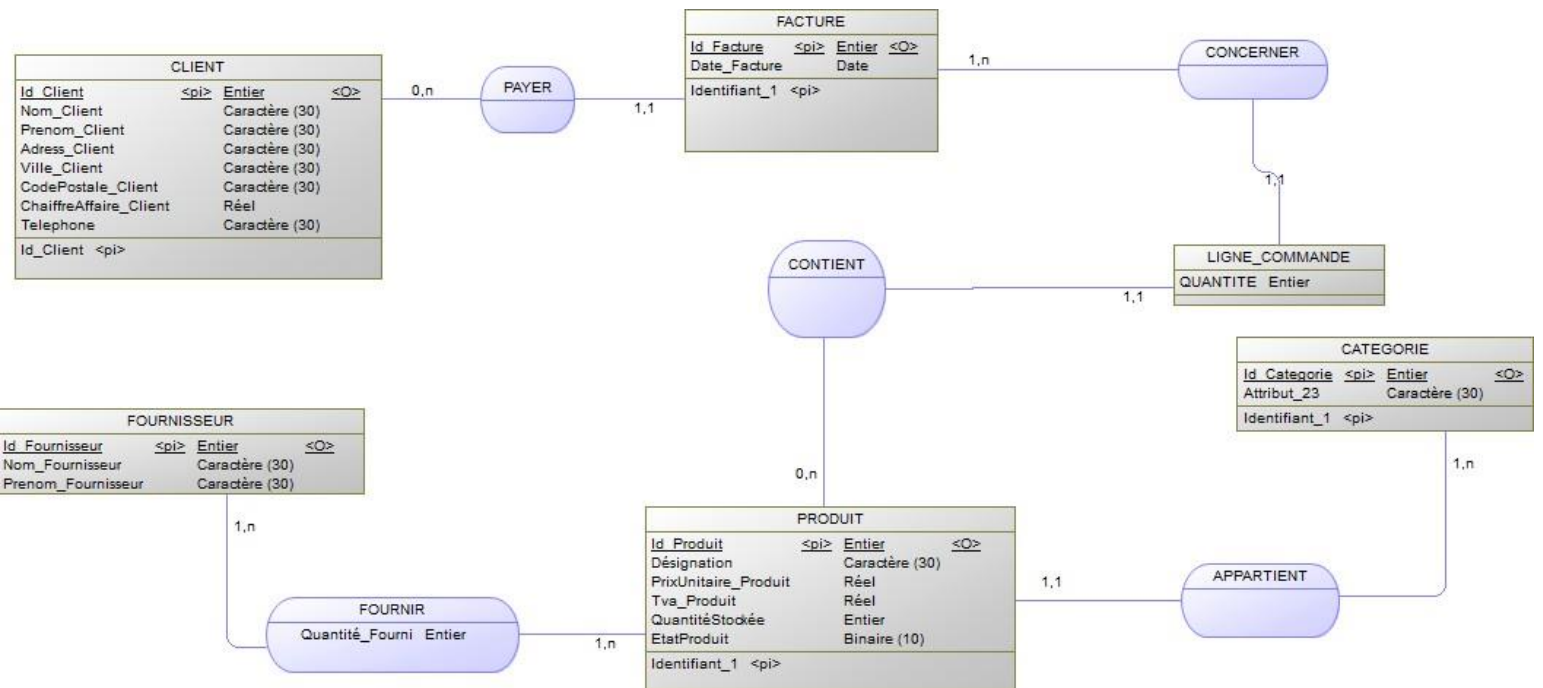 FACTURE
Id_Facture <pi> Entier <O>
Date_Facture Date
Identifiant_1 <pi>
1,n
CONCERNER
1,1
CLIENT
Id_Client <pi> Entier <O>
Nom_Client Caractère (30)
Prenom_Client Caractère (30)
Adress_Client Caractère (30)
Ville_Client Caractère (30)
CodePostale_Client Caractère (30)
ChaiffreAffaire_Client Réel
Telephone Caractère (30)
Id_Client <pi>
0,n
PAYER
1,1
CONTIENT
1,1
0,n
LIGNE_COMMANDE
QUANTITE Entier
CATEGORIE
Id_Categorie <pi> Entier <O>
Attribut_23 Caractère (30)
Identifiant_1 <pi>
1,n
FOURNISSEUR
Id_Fournisseur <pi> Entier <O>
Nom_Fournisseur Caractère (30)
Prenom_Fournisseur Caractère (30)
1,n
FOURNIR
Quantité_Fourni Entier
1,n
PRODUIT
Id_Produit <pi> Entier <O>
Désignation Caractère (30)
PrixUnitaire_Produit Réel
Tva_Produit Réel
QuantitéStockée Entier
EtatProduit Binaire (10)
Identifiant_1 <pi>
1,1
APPARTIENT